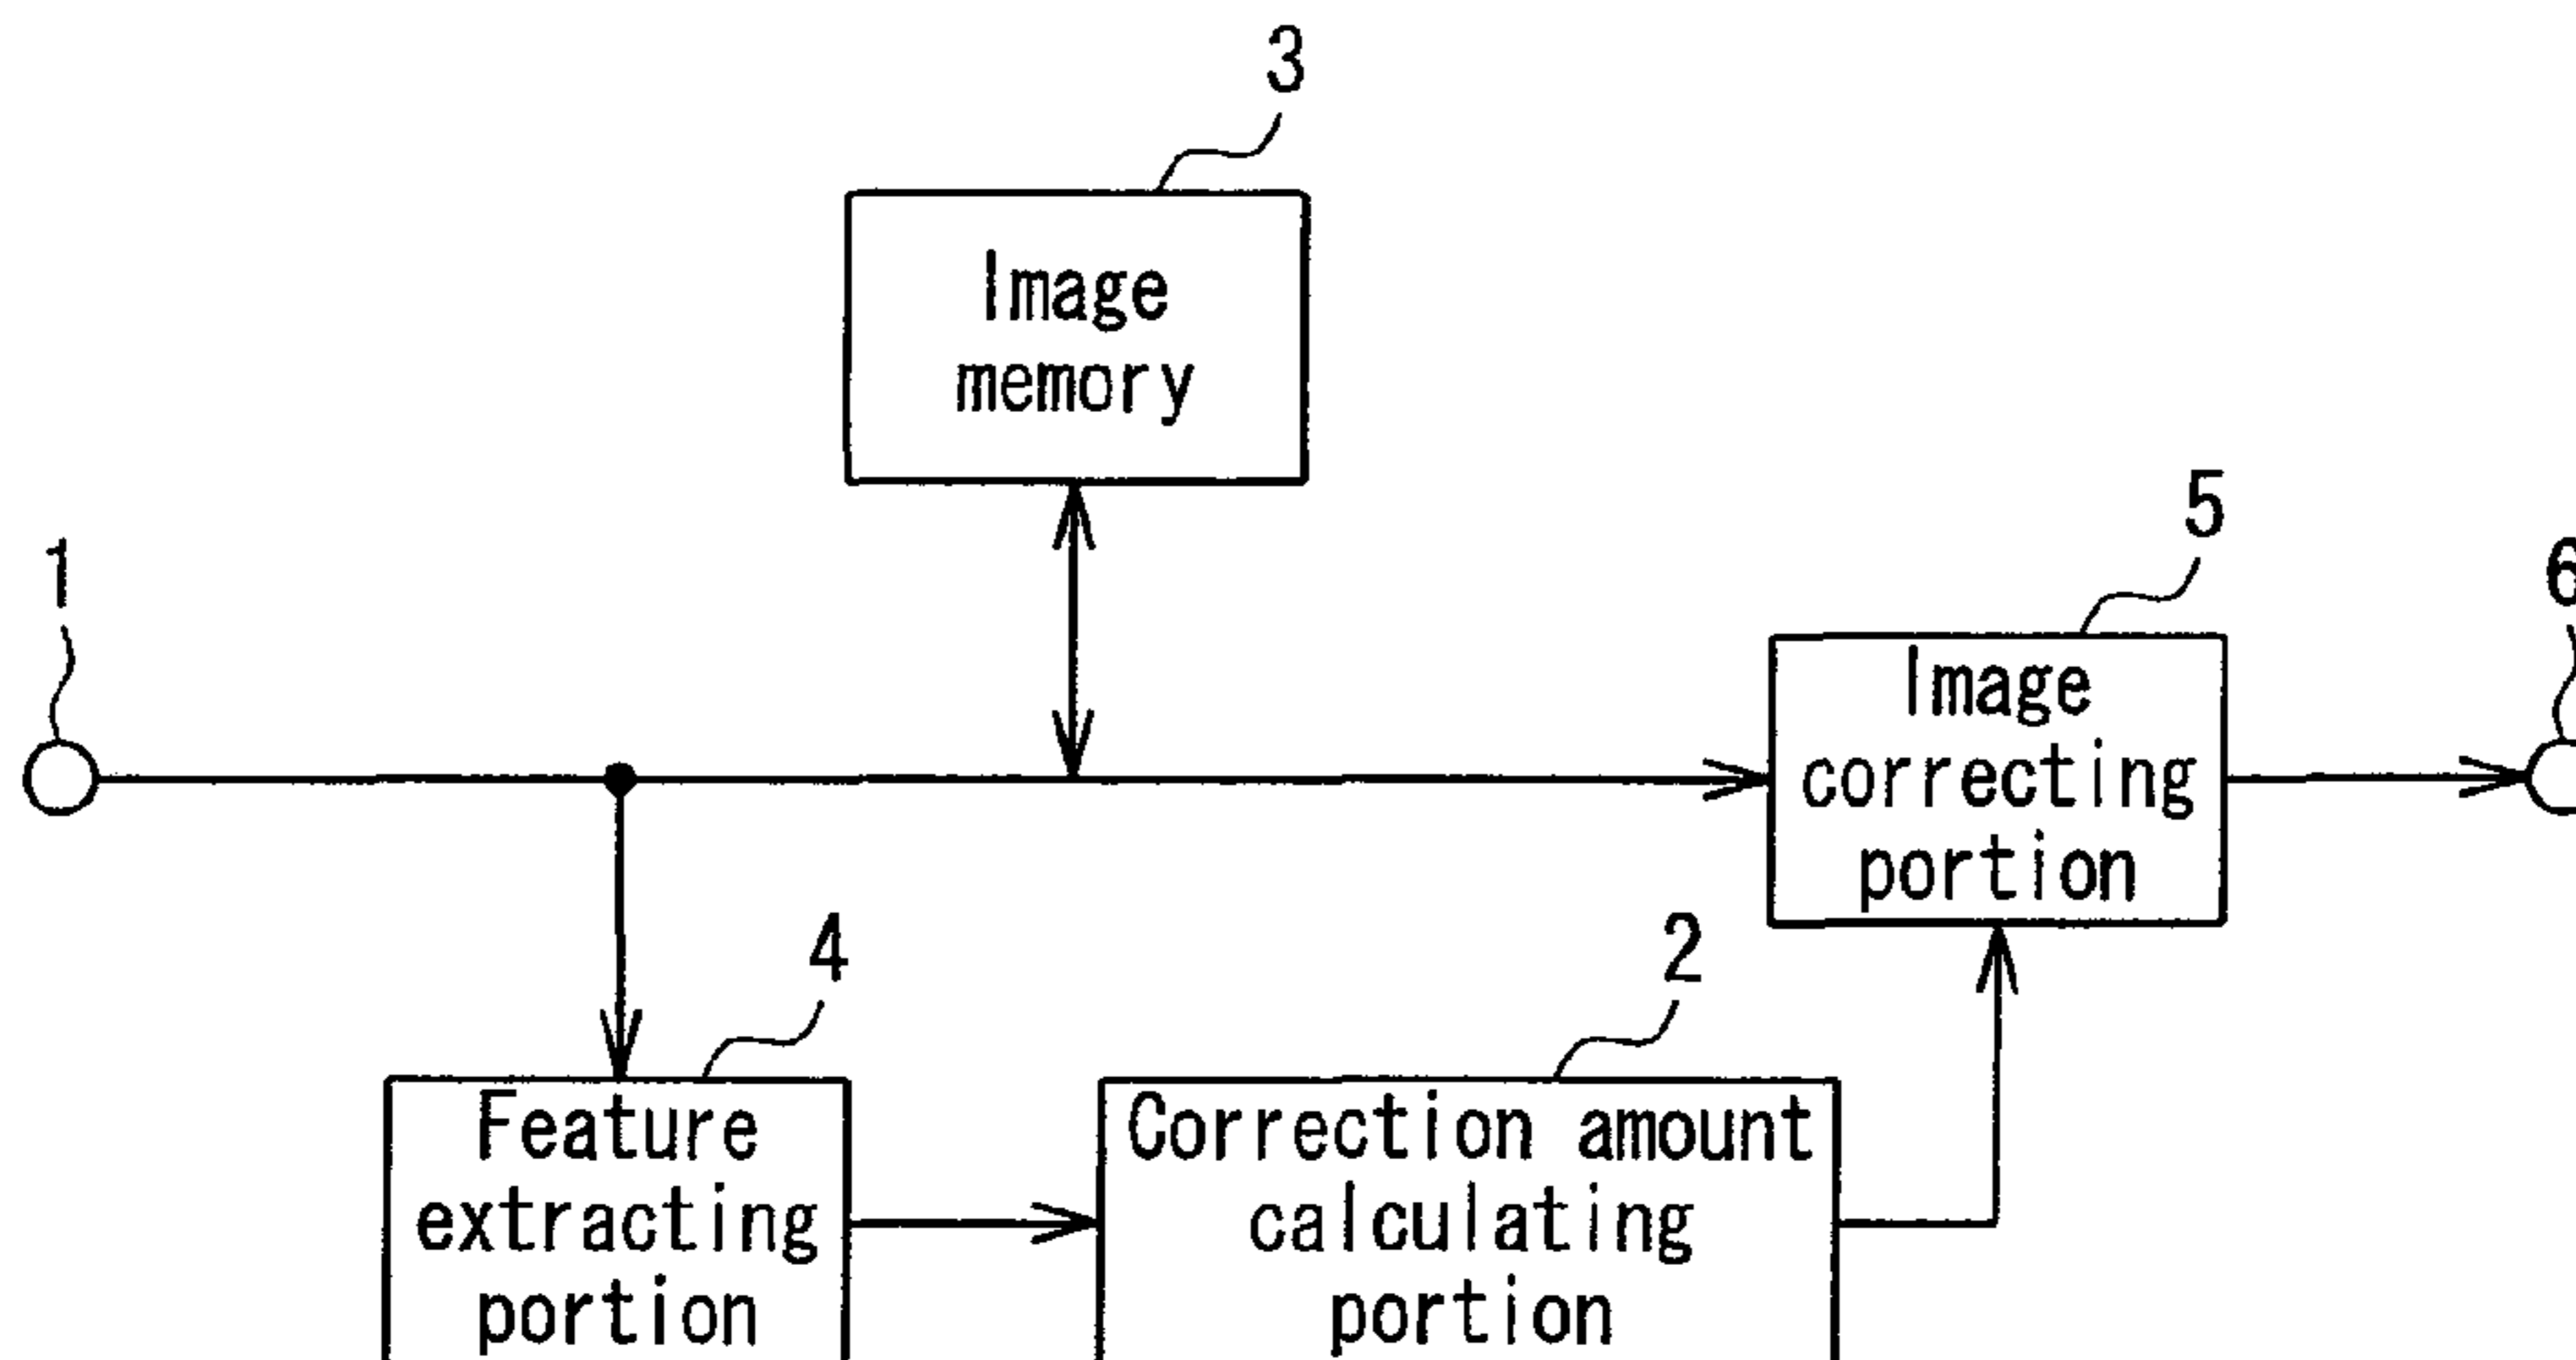 3
Image
memory
5
1
6
Image
correcting
portion
4
2
Feature
extracting
portion
Correction amount
calculating
portion